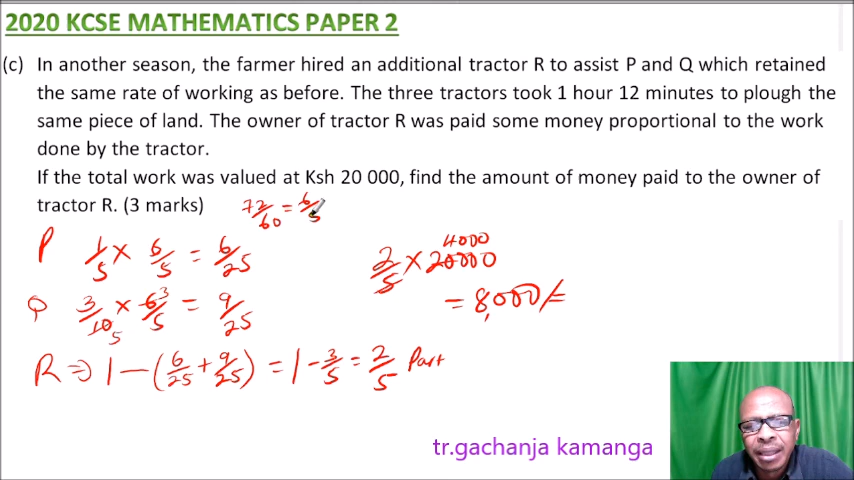 2020 KCSE MATHEMATICS PAPER 2
(c) In another season, the farmer hired an additional tractor R to assist P and Q which retained
the same rate of working as before. The three tractors took 1 hour 12 minutes to plough the
same piece of land. The owner of tractor R was paid some money proportional to the work
done by the tractor.
If the total work was valued at Ksh 20 000, find the amount of money paid to the owner of
tractor R. (3 marks)
72/60 = 6/5
P 1/5 × 6/5 = 6/25
Q 3/10 5 × 6 3/5 = 9/25
R ⇒ 1 − (6/25 + 9/25) = 1 − 3/5 = 2/5 Part
4000
2/5 × 20000
= 8,000/=
tr.gachanja kamanga